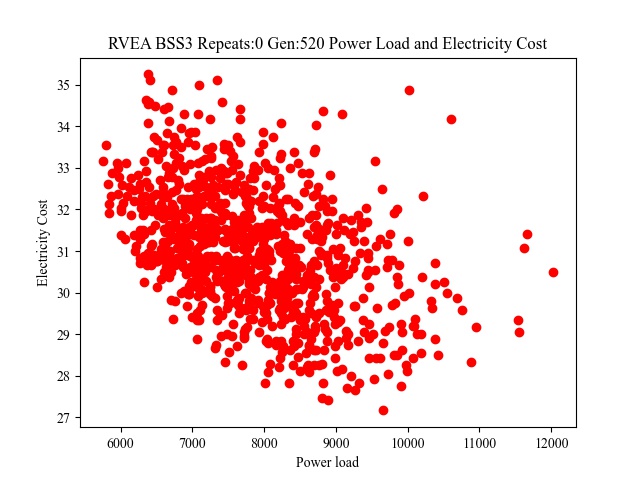 RVEA BSS3 Repeats:0 Gen:520 Power Load and Electricity Cost
35
34
33
32
31
30
29
28
27
Electricity Cost
6000 7000 8000 9000 10000 11000 12000
Power load